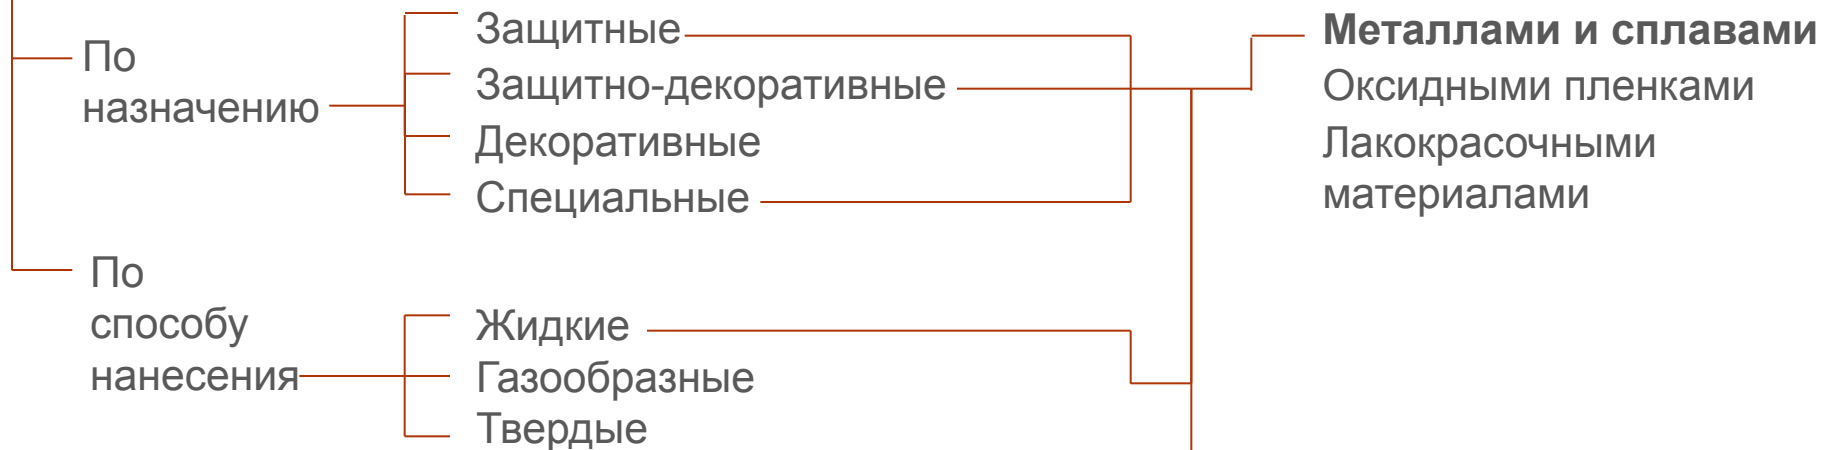 По
назначению
Защитные
Защитно-декоративные
Декоративные
Специальные
Металлами и сплавами
Оксидными пленками
Лакокрасочными
материалами
По
способу
нанесения
Жидкие
Газообразные
Твердые